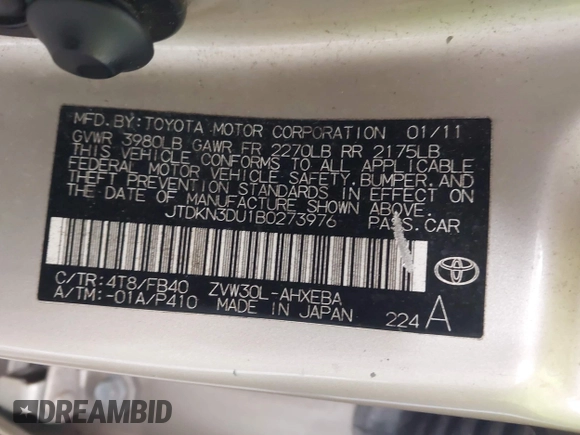 MFD. BY: TOYOTA MOTOR CORPORATION 01/11
GVWR 3980LB GAWR FR 2270LB RR 2175LB
THIS VEHICLE CONFORMS TO ALL APPLICABLE
FEDERAL MOTOR VEHICLE SAFETY, BUMPER, AND
THEFT PREVENTION STANDARDS IN EFFECT ON
THE DATE OF MANUFACTURE SHOWN ABOVE.
JTDKN3DU1B0273976 PASS. CAR
C/TR: 4T8/FB40 ZVW30L-AHXEBA
A/TM: -01A/P410 MADE IN JAPAN
224 A
DREAMBID